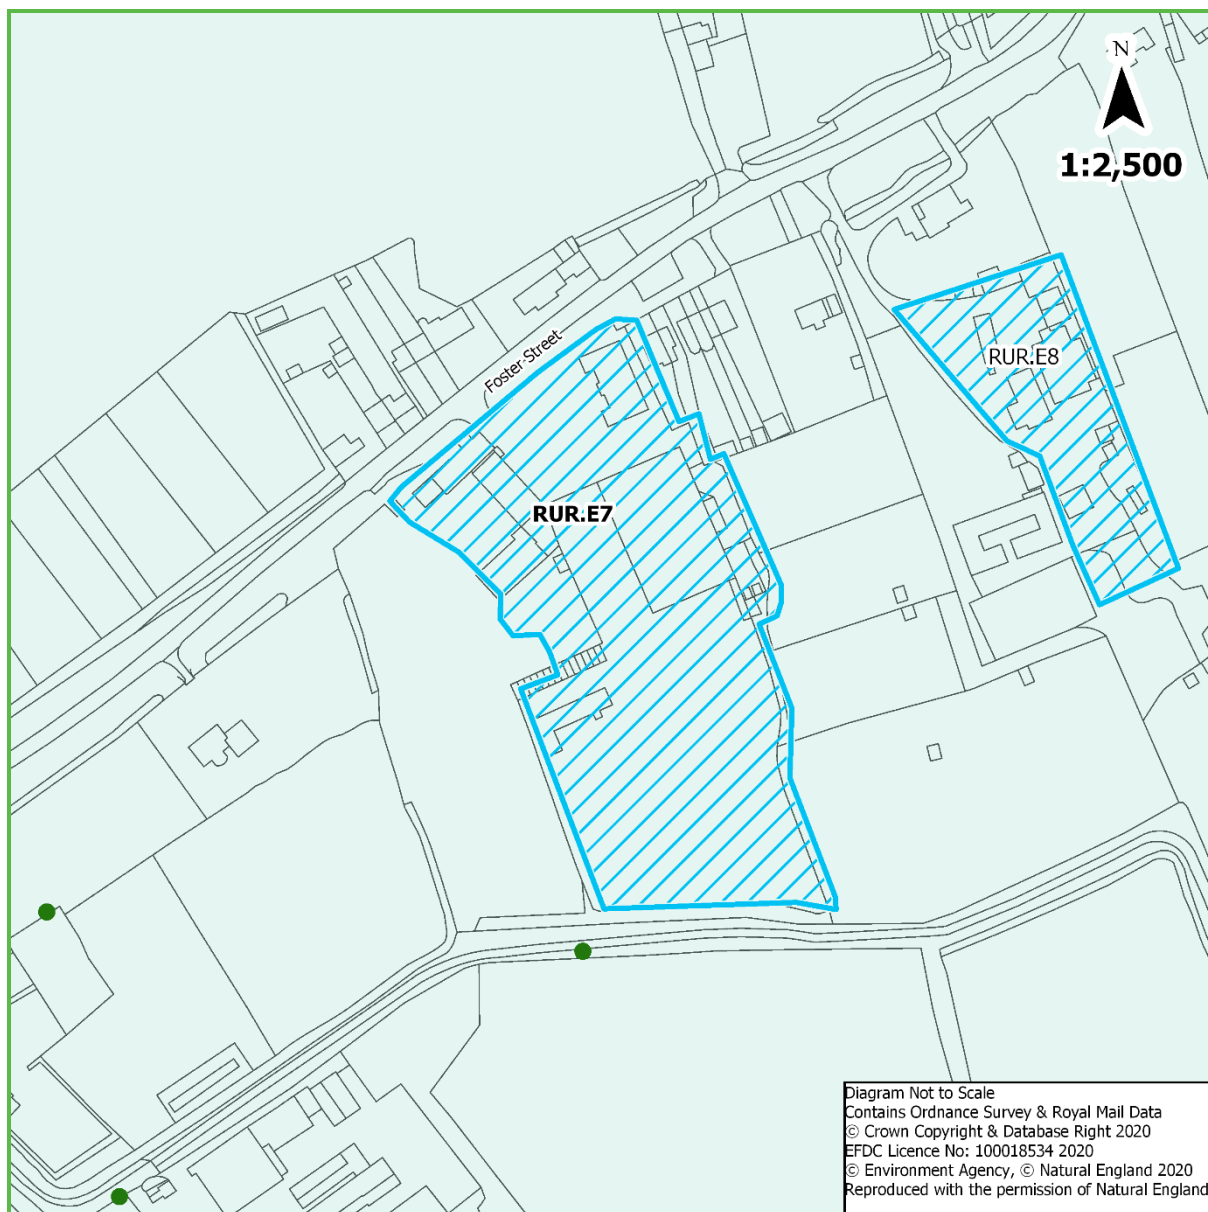 N
1:2,500
Foster Street
RUR.E8
RUR.E7
Diagram Not to Scale
Contains Ordnance Survey & Royal Mail Data
© Crown Copyright & Database Right 2020
EFDC Licence No: 100018534 2020
© Environment Agency, © Natural England 2020
Reproduced with the permission of Natural England